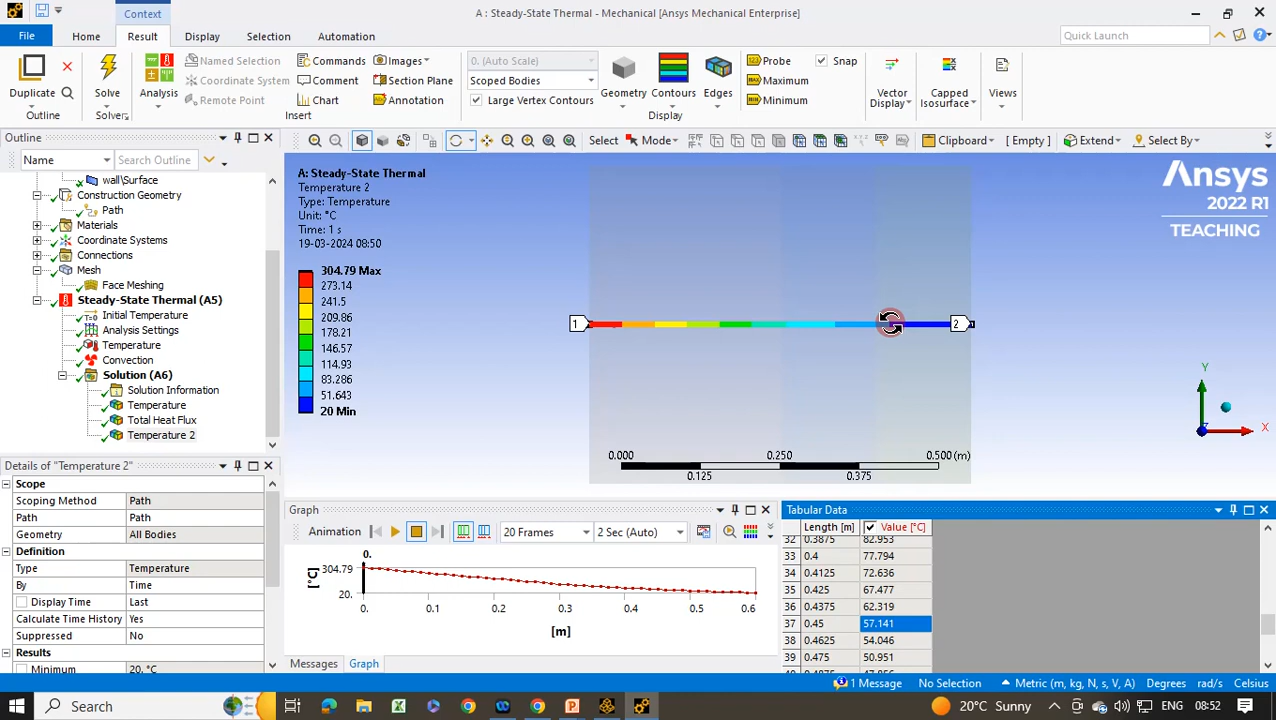 Context
A : Steady-State Thermal - Mechanical [Ansys Mechanical Enterprise]
File Home Result Display Selection Automation Quick Launch
Duplicate
Outline
Solve
Solver
Analysis
Named Selection
Coordinate System
Remote Point
Commands
Comment
Chart
Images
Section Plane
Annotation
Insert
0. (Auto Scale)
Scoped Bodies
Large Vertex Contours
Geometry
Contours
Edges
Probe
Maximum
Minimum
Snap
Display
Vector Display
Capped Isosurface
Views
Outline
Select Mode Clipboard [ Empty ] Extend Select By
Name Search Outline
wall\Surface
Construction Geometry
Path
Materials
Coordinate Systems
Connections
Mesh
Face Meshing
Steady-State Thermal (A5)
Initial Temperature
Analysis Settings
Temperature
Convection
Solution (A6)
Solution Information
Temperature
Total Heat Flux
Temperature 2
A: Steady-State Thermal
Temperature 2
Type: Temperature
Unit: °C
Time: 1 s
19-03-2024 08:50
304.79 Max
273.14
241.5
209.86
178.21
146.57
114.93
83.286
51.643
20 Min
Ansys
2022 R1
TEACHING
1
2
Y
X
0.000 0.250 0.500 (m)
0.125 0.375
Details of "Temperature 2"
Scope
Scoping Method Path
Path Path
Geometry All Bodies
Definition
Type Temperature
By Time
Display Time Last
Calculate Time History Yes
Suppressed No
Results
Minimum 20. °C
Graph
Animation 20 Frames 2 Sec (Auto)
0.
304.79
20.
[°C]
0. 0.1 0.2 0.3 0.4 0.5 0.6
[m]
Messages Graph
Tabular Data
Length [m] Value [°C]
32 0.3875 82.953
33 0.4 77.794
34 0.4125 72.636
35 0.425 67.477
36 0.4375 62.319
37 0.45 57.141
38 0.4625 54.046
39 0.475 50.951
1 Message No Selection Metric (m, kg, N, s, V, A) Degrees rad/s Celsius
Search
20°C Sunny
ENG
08:52